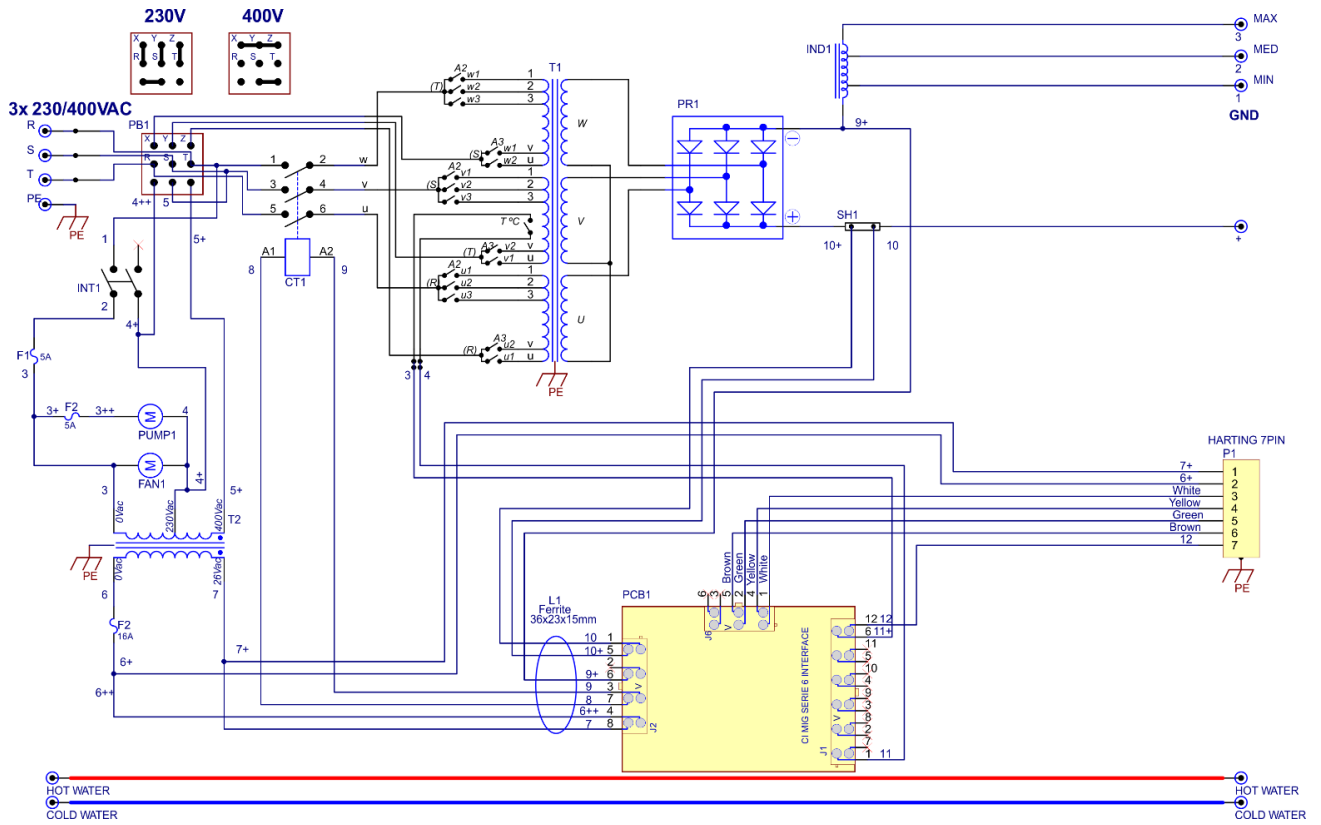 230V 400V
X Y Z X Y Z
R S T R S T
3x 230/400VAC
R
S
T
PE
PE
PB1
X Y Z
R S T
4++ 5
5+
1
INT1
2
4+
F1 5A
3
3+ F2 3++ 4
5A
M
PUMP1
M
FAN1
3 4+ 5+
0Vac 230Vac 400Vac
T2
PE
0Vac 26Vac
6 7
F2
16A
6+
7+
6++
1 2 w
3 4 v
5 6 u
A1 A2
8 9
CT1
A2
(T) w1 1
w2 2
w3 3
W
A3
(S) w1 v
w2 u
A2
(S) v1 1
v2 2
v3 3
V
T ºC
A3
(T) v2 v
v1 u
A2
(R) u1 1
u2 2
u3 3
U
A3
(R) u2 v
u1 u
3 4
T1
PE
PR1
9+
SH1
10+ 10
IND1
MAX
3
MED
2
MIN
1
GND
+
HARTING 7PIN
P1
7+ 1
6+ 2
White 3
Yellow 4
Green 5
Brown 6
12 7
PE
Brown Green Yellow White
6 3 5 2 4 1
J6 V
PCB1
L1
Ferrite
36x23x15mm
10 1
10+ 5
2
9+ 6
9 3
8 7
6++ 4
7 8
V
J2
CI MIG SERIE 6 INTERFACE
V
J1
12 12
6 11+
11
5
10
4
9
3
8
2
7
1 11
HOT WATER HOT WATER
COLD WATER COLD WATER